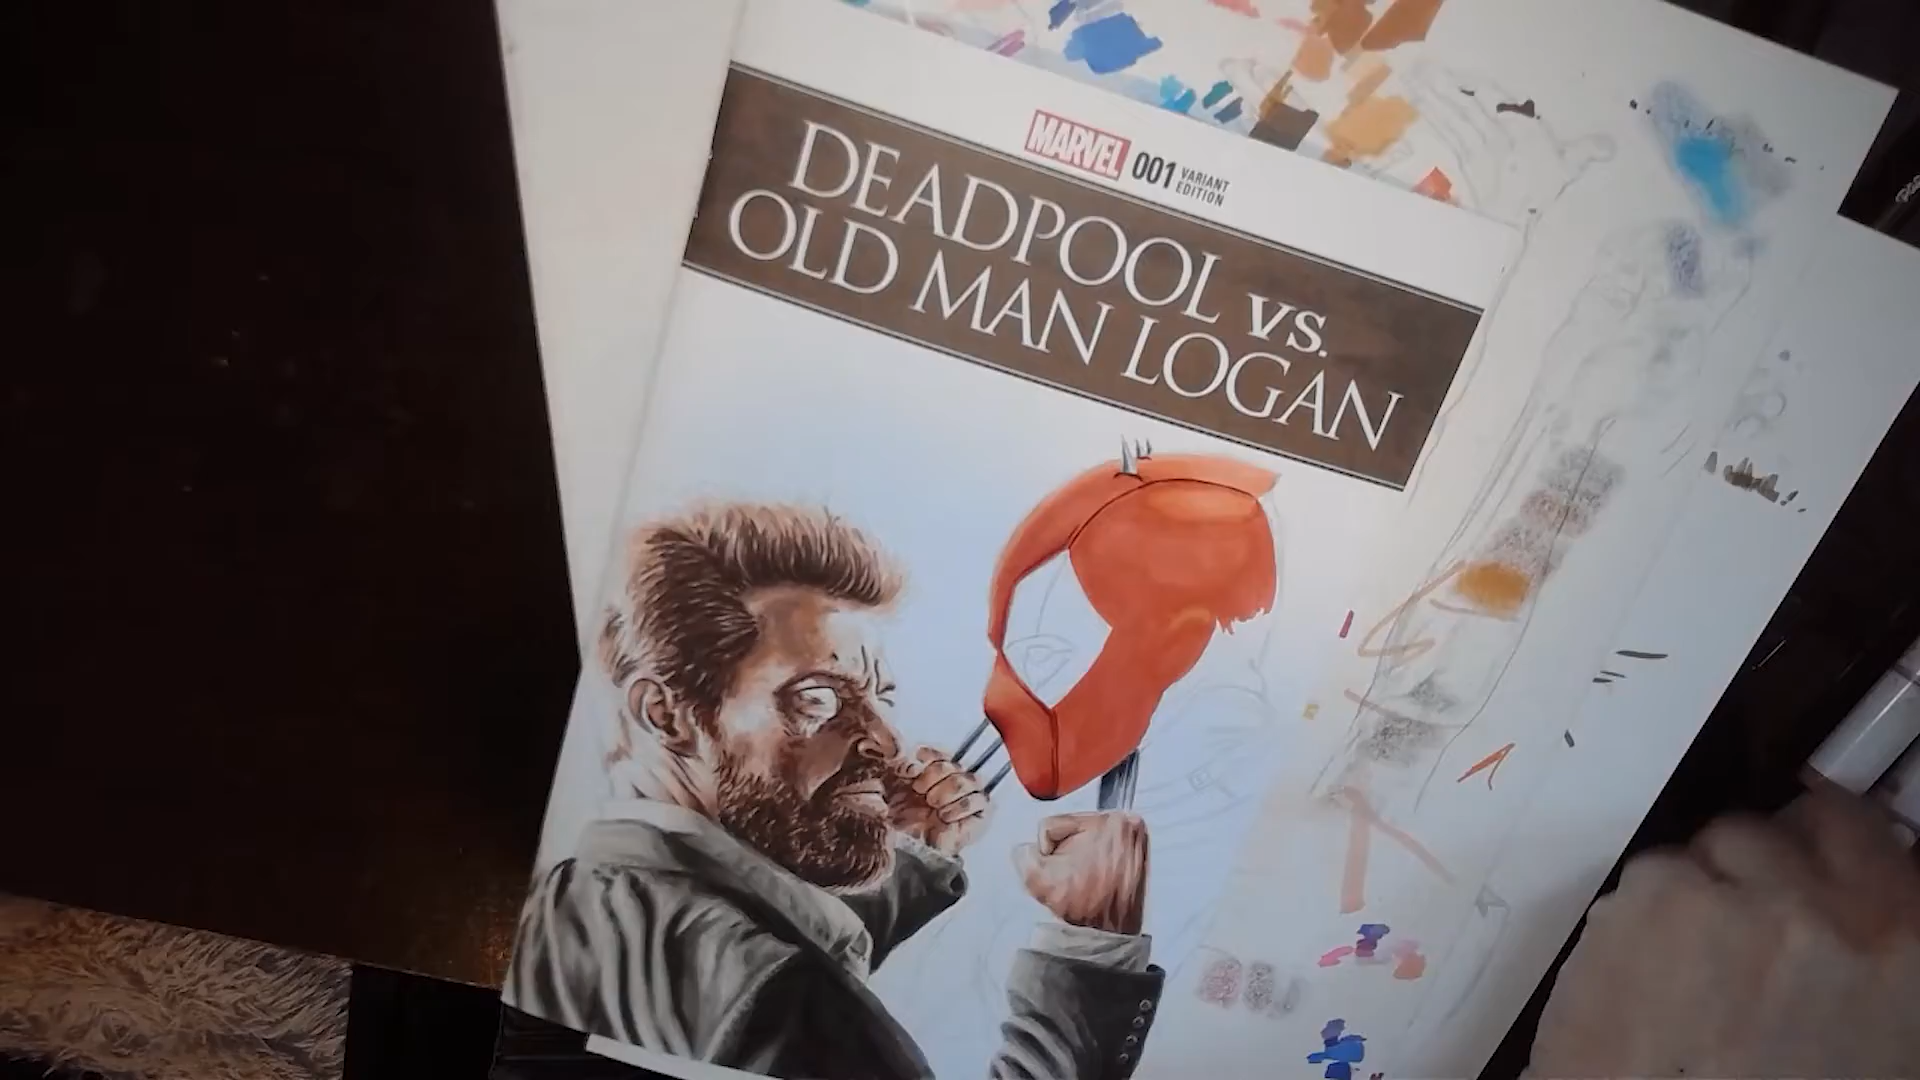 MARVEL 001 VARIANT EDITION
DEADPOOL VS.
OLD MAN LOGAN